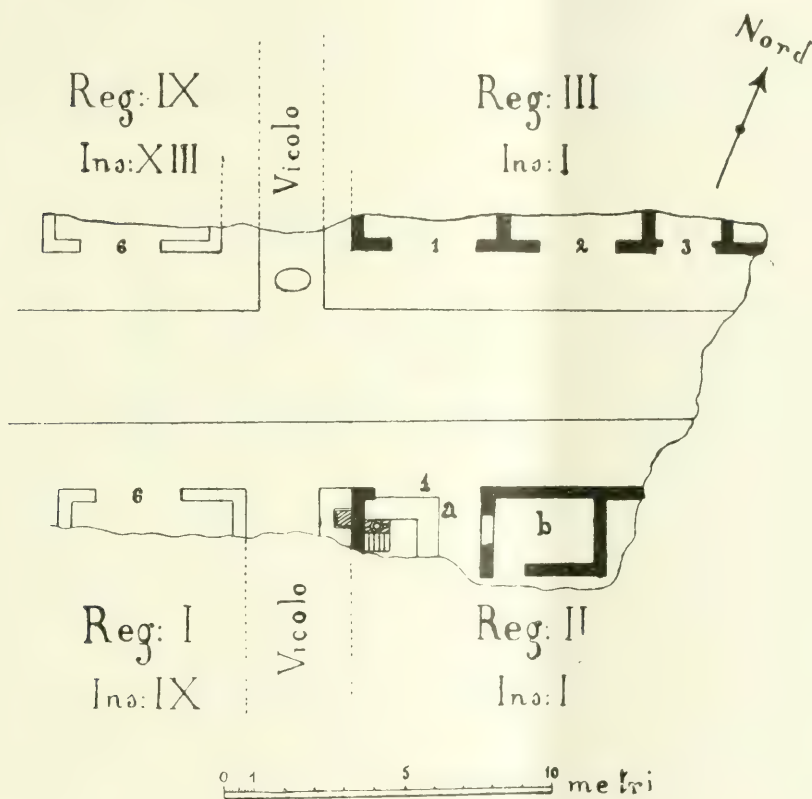 Nord
Reg: IX
Ins: XIII
Vicolo
Reg: III
Ins: I
6
1
2
3
6
1
a
b
Reg: I
Ins: IX
Vicolo
Reg: II
Ins: I
0 1 5 10 metri